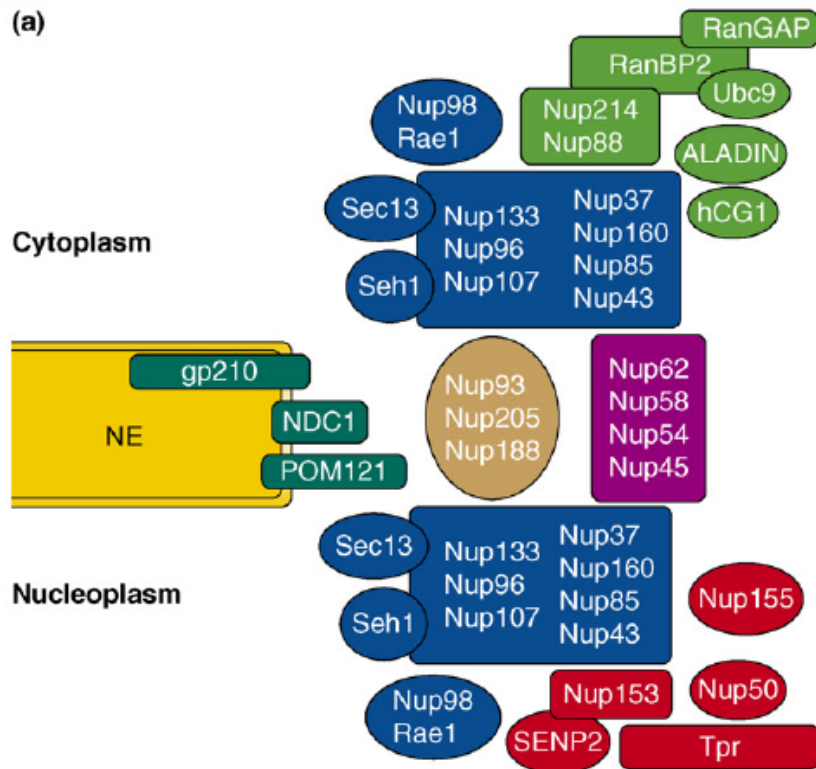 (a)
RanGAP
RanBP2
Ubc9
Nup98
Rae1
Nup214
Nup88
ALADIN
hCG1
Sec13
Seh1
Nup133
Nup96
Nup107
Nup37
Nup160
Nup85
Nup43
Cytoplasm
gp210
NDC1
POM121
NE
Nup93
Nup205
Nup188
Nup62
Nup58
Nup54
Nup45
Sec13
Seh1
Nup133
Nup96
Nup107
Nup37
Nup160
Nup85
Nup43
Nucleoplasm
Nup155
Nup98
Rae1
Nup153
SENP2
Nup50
Tpr